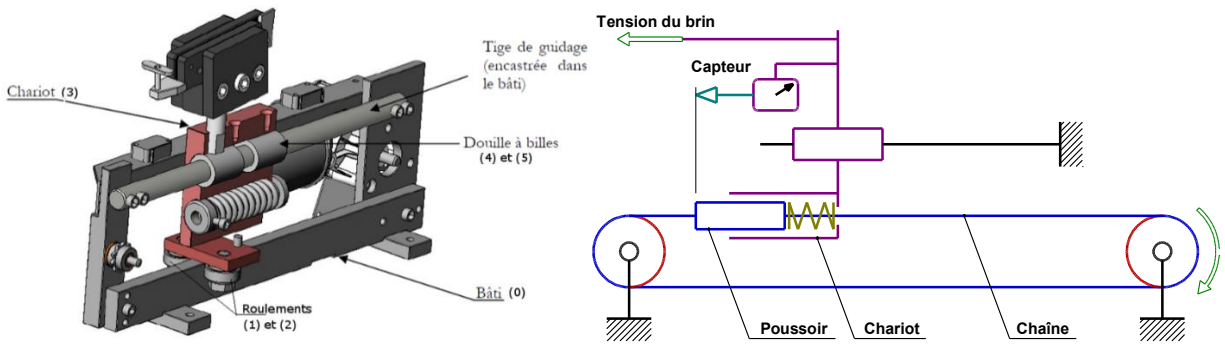 Chariot (3)
Tige de guidage
(encastrée dans
le bâti)
Douille à billes
(4) et (5)
Bâti (0)
Roulements
(1) et (2)
Tension du brin
Capteur
Poussoir
Chariot
Chaîne